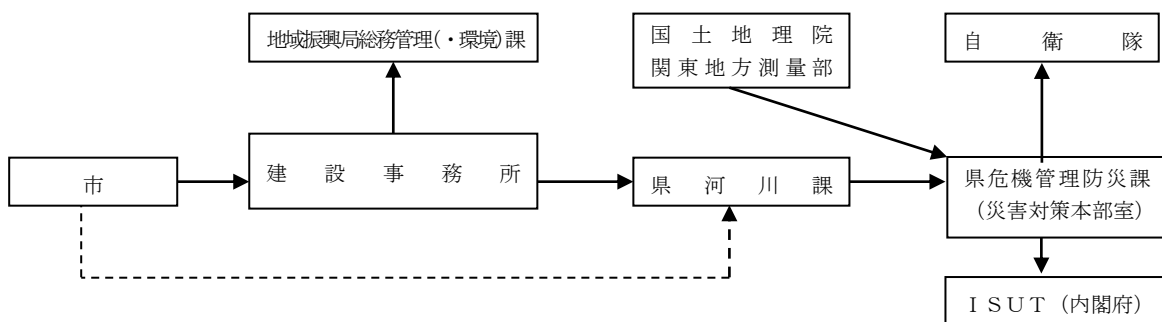 地域振興局総務管理(・環境)課
国土地理院
関東地方測量部
自衛隊
市
建設事務所
県河川課
県危機管理防災課
（災害対策本部室）
ＩＳＵＴ（内閣府）